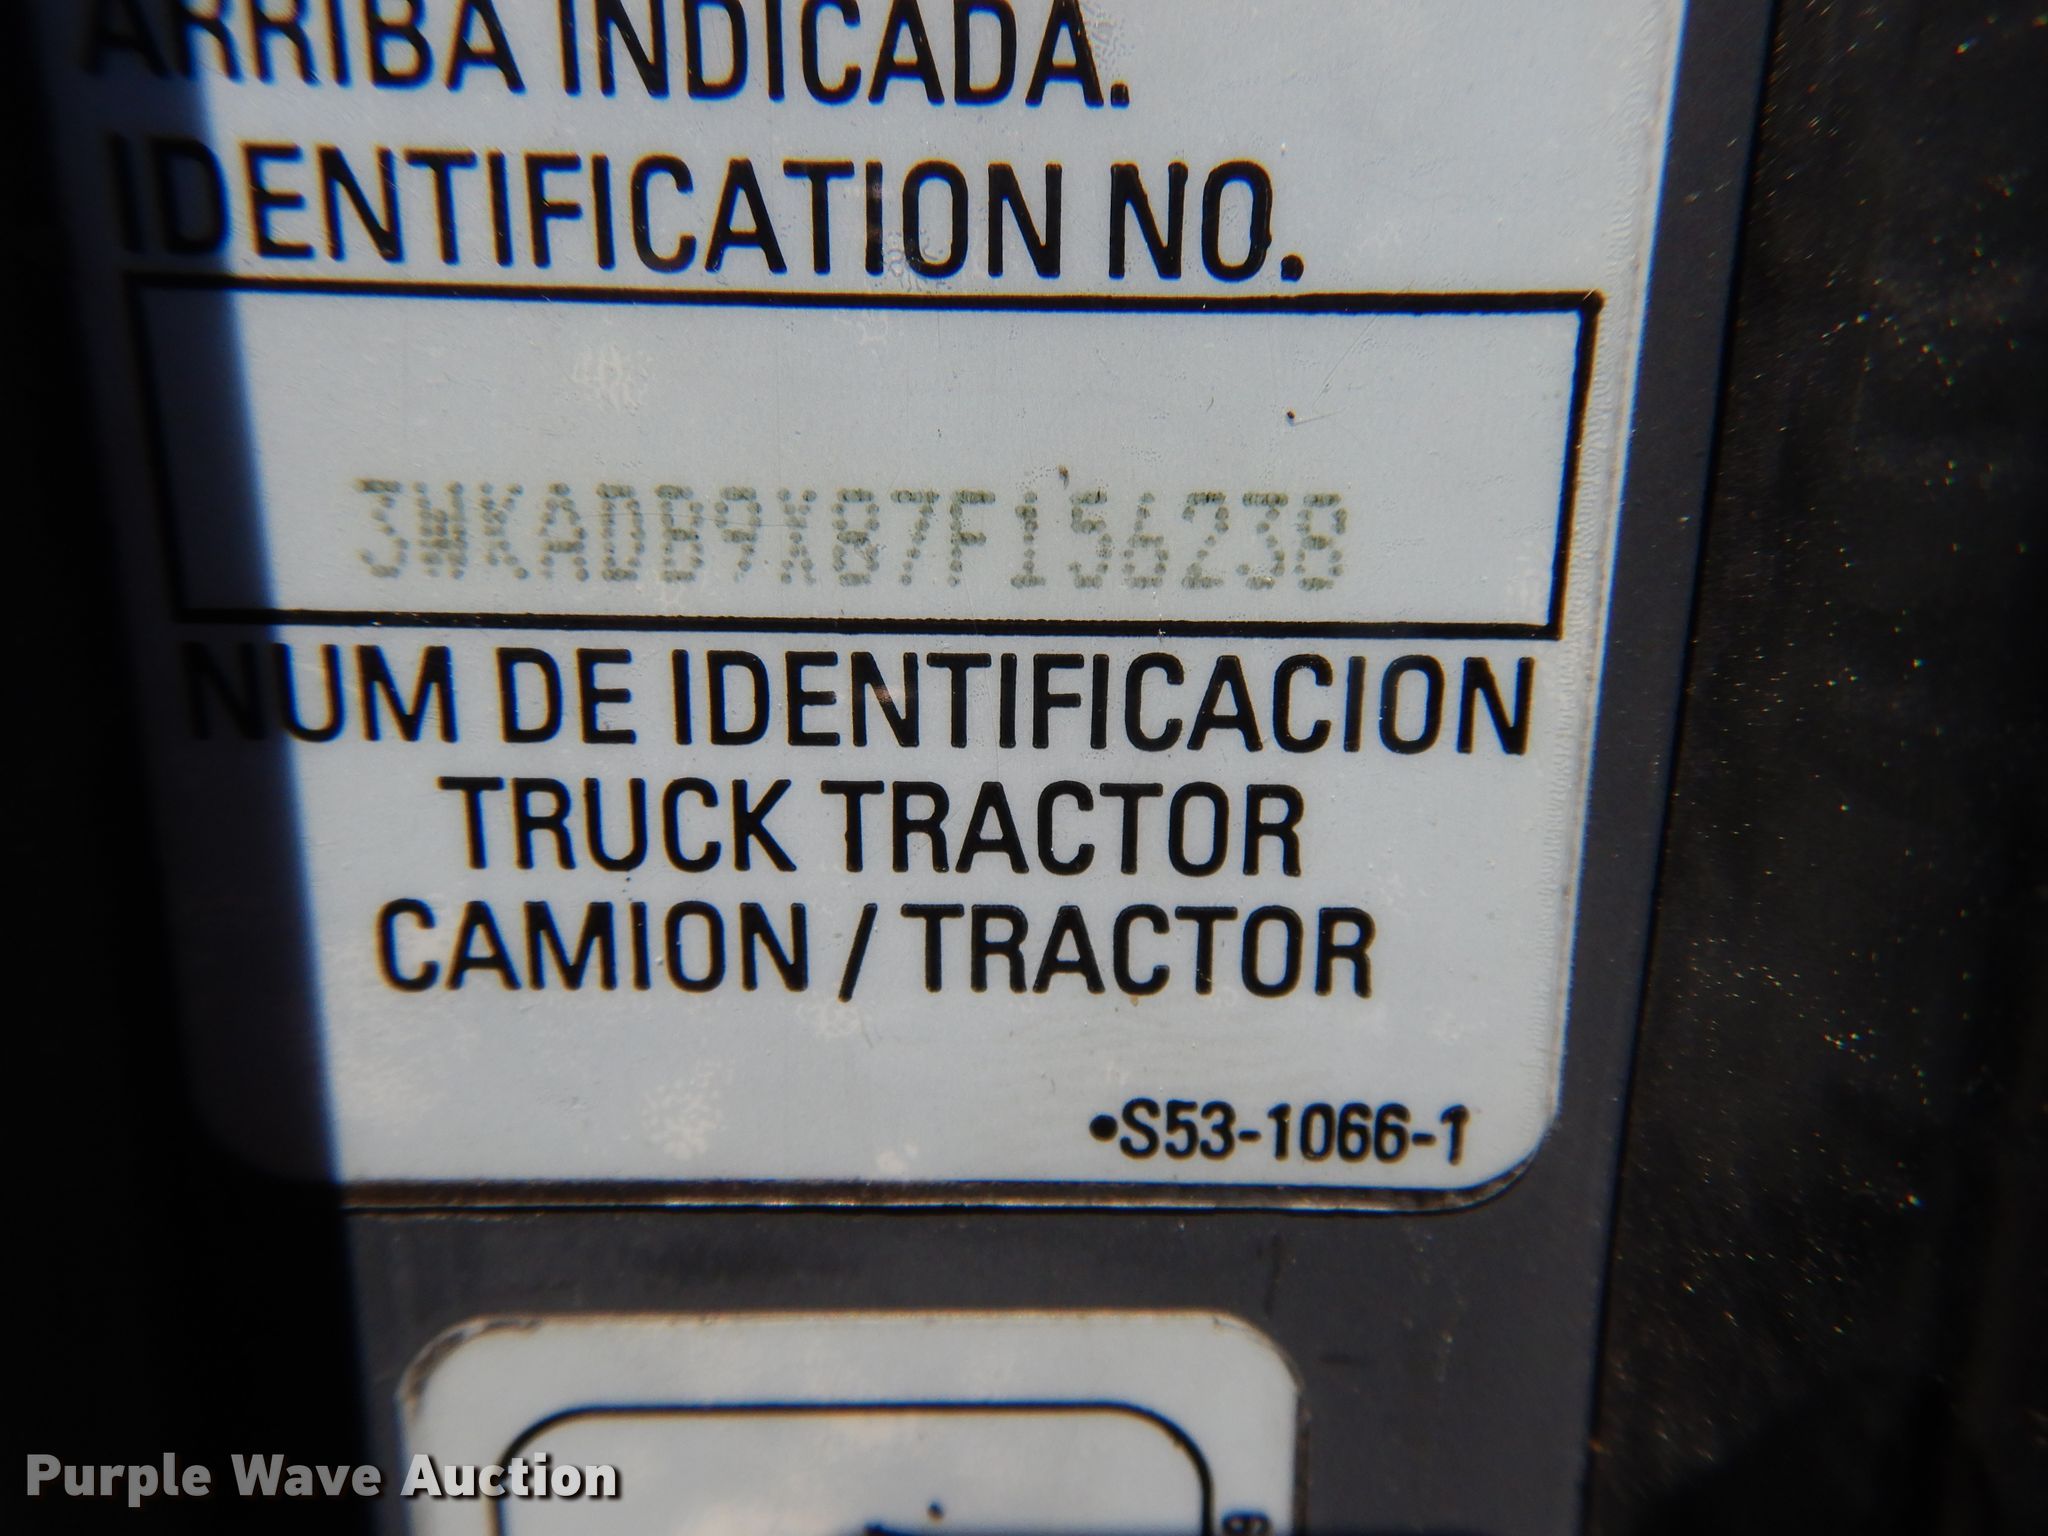 ARRIBA INDICADA.
IDENTIFICATION NO.
3WKADB9X87F156238
NUM DE IDENTIFICACION
TRUCK TRACTOR
CAMION / TRACTOR
•S53-1066-1
Purple Wave Auction